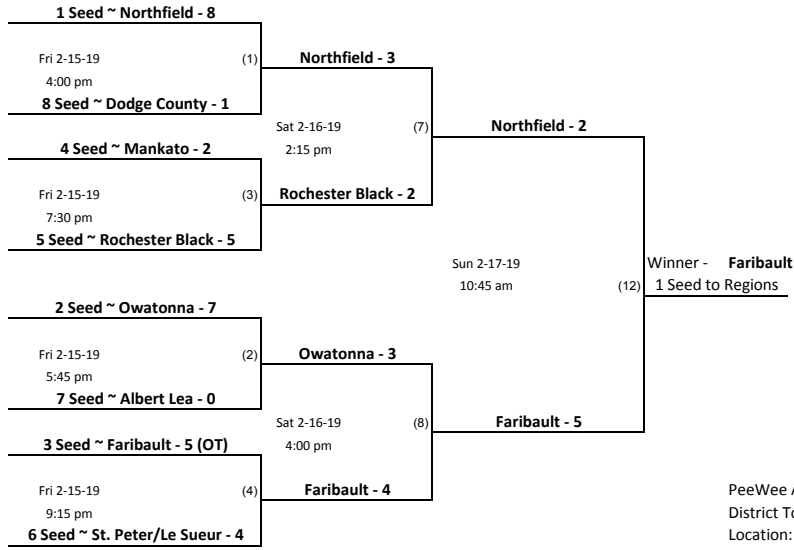 1 Seed ~ Northfield - 8
Fri 2-15-19
(1)
Northfield - 3
4:00 pm
8 Seed ~ Dodge County - 1
Sat 2-16-19
(7)
Northfield - 2
4 Seed ~ Mankato - 2
2:15 pm
Fri 2-15-19
(3)
Rochester Black - 2
7:30 pm
5 Seed ~ Rochester Black - 5
Sun 2-17-19
Winner - Faribault
10:45 am
(12)
1 Seed to Regions
2 Seed ~ Owatonna - 7
Fri 2-15-19
(2)
Owatonna - 3
5:45 pm
7 Seed ~ Albert Lea - 0
Sat 2-16-19
(8)
Faribault - 5
3 Seed ~ Faribault - 5 (OT)
4:00 pm
Fri 2-15-19
(4)
Faribault - 4
9:15 pm
6 Seed ~ St. Peter/Le Sueur - 4
PeeWee
District
Location: